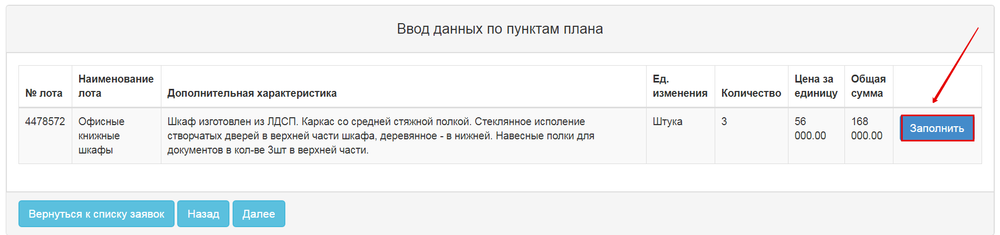 Ввод данных по пунктам плана
№ лота
Наименование
лота
Дополнительная характеристика
Ед.
изменения
Количество
Цена за
единицу
Общая
сумма
4478572
Офисные
книжные
шкафы
Шкаф изготовлен из ЛДСП. Каркас со средней стяжной полкой. Стеклянное исполение
створчатых дверей в верхней части шкафа, деревянное - в нижней. Навесные полки для
документов в кол-ве 3шт в верхней части.
Штука
3
56
000.00
168
000.00
Заполнить
Вернуться к списку заявок
Назад
Далее